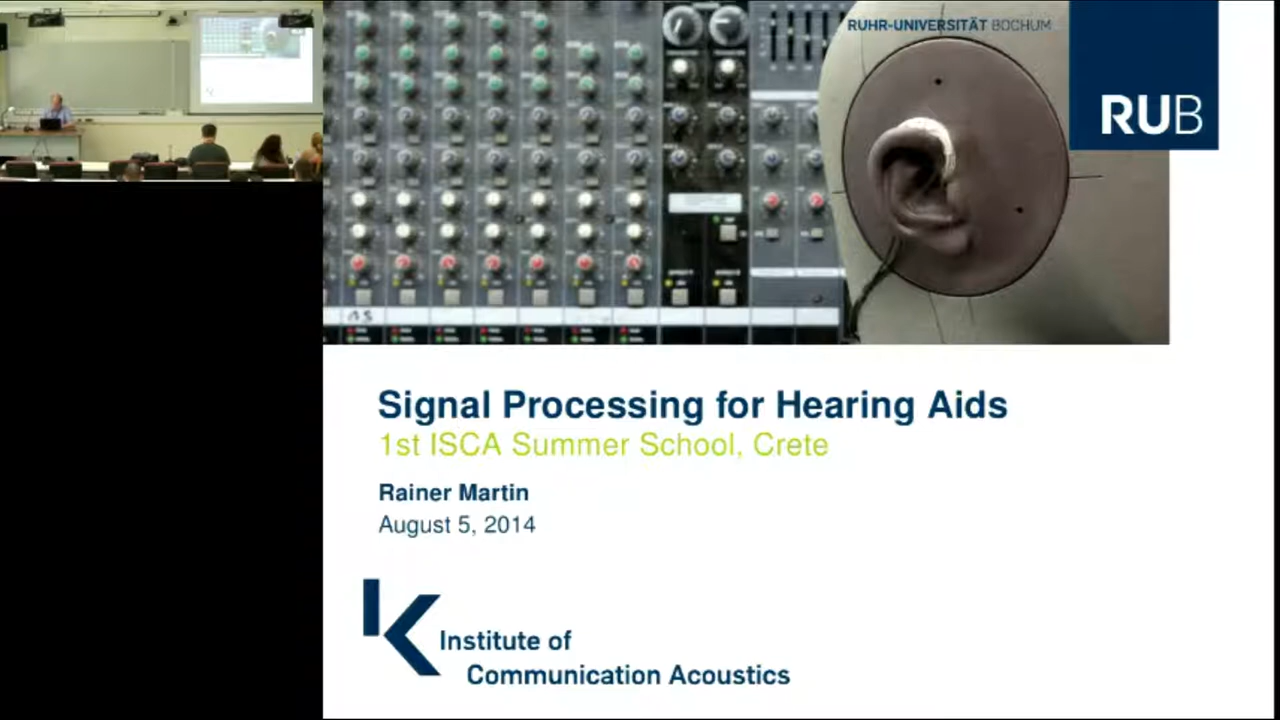 RUHR-UNIVERSITÄT BOCHUM
RUB
Signal Processing for Hearing Aids
1st ISCA Summer School, Crete
Rainer Martin
August 5, 2014
Institute of
Communication Acoustics